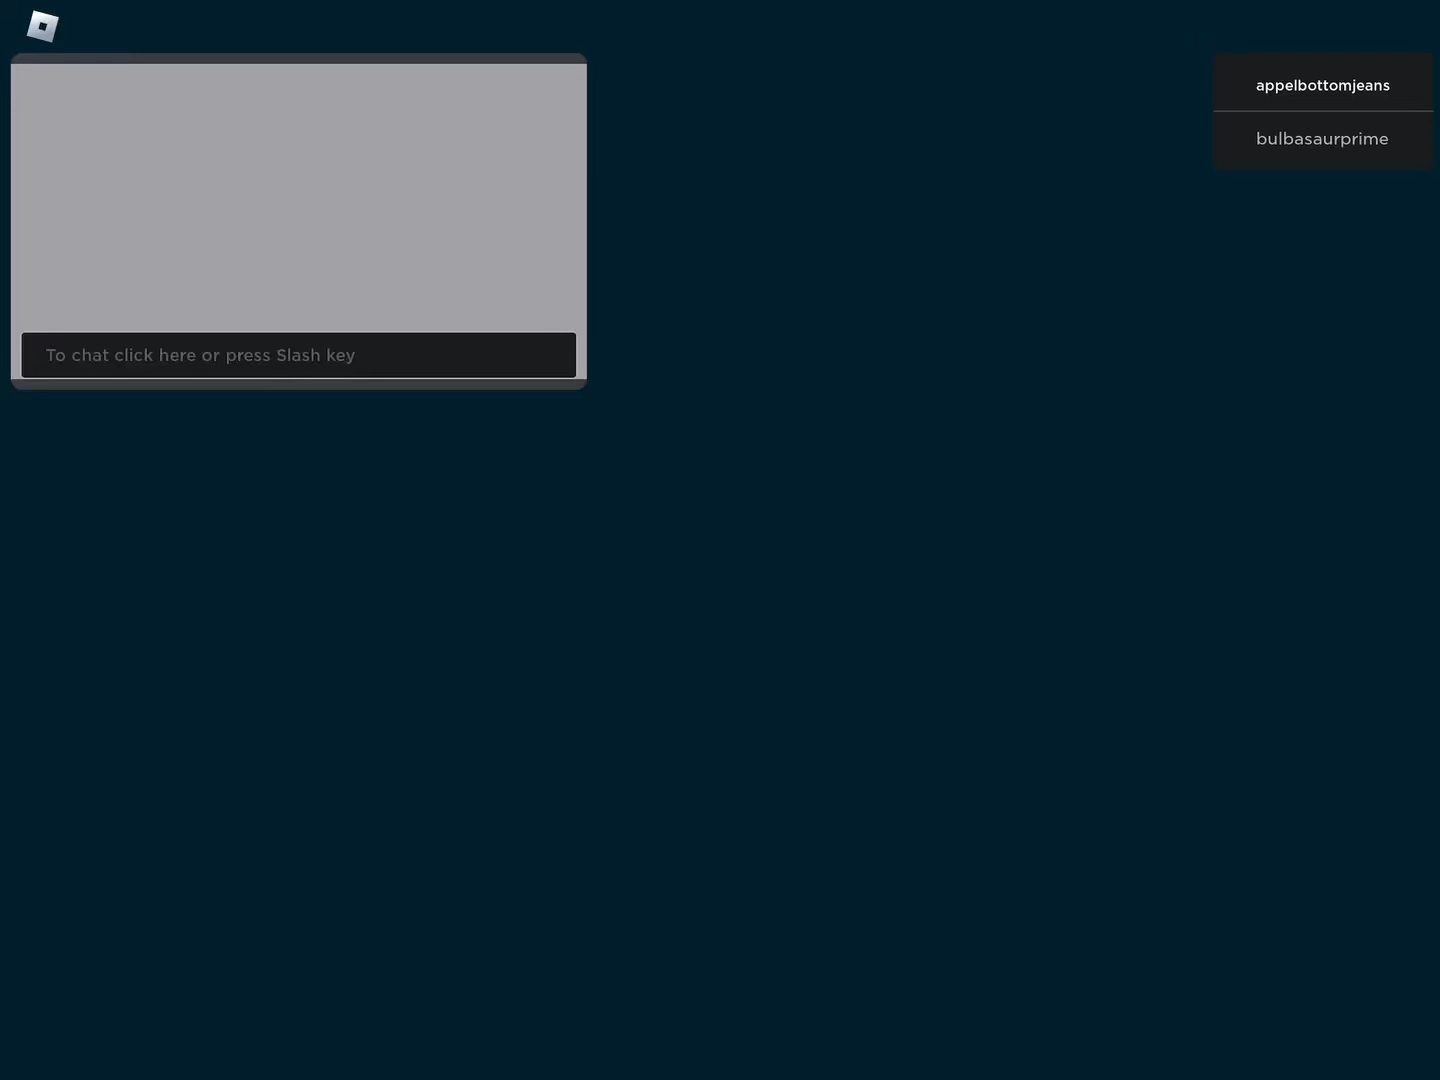 appelbottomjeans
bulbasaurprime
To chat click here or press Slash key